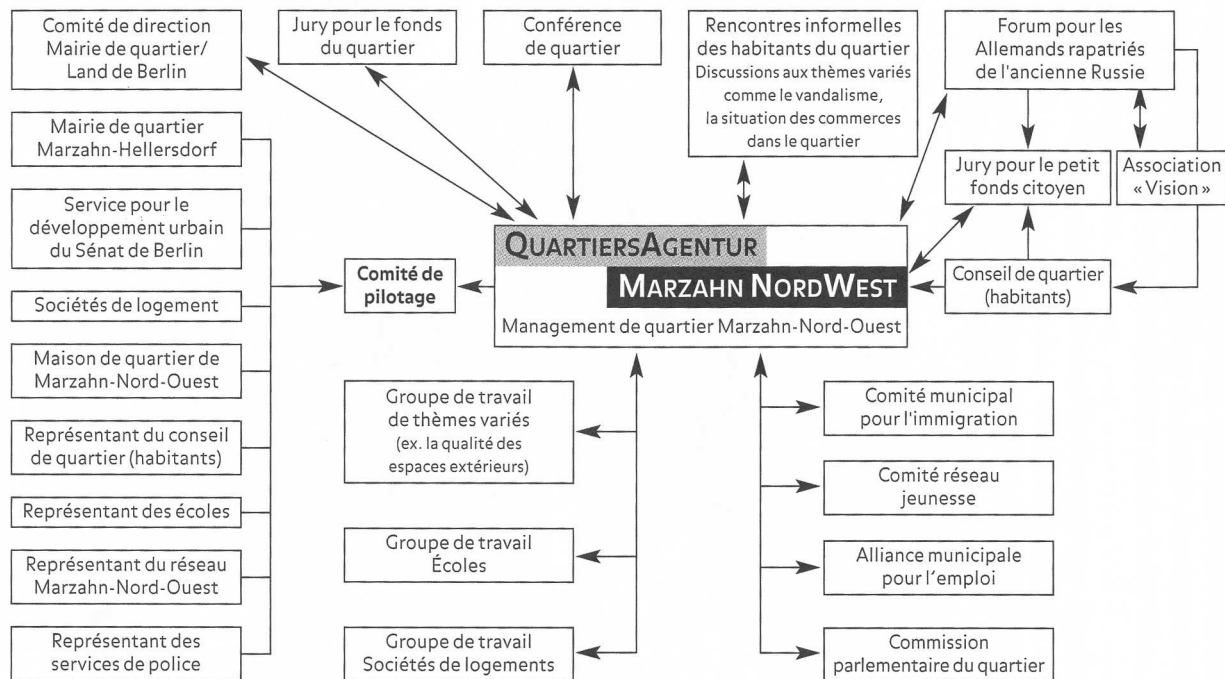 Comité de direction
Mairie de quartier/
Land de Berlin
Jury pour le fonds
du quartier
Conférence
de quartier
Rencontres informelles
des habitants du quartier
Discussions aux thèmes variés
comme le vandalisme,
la situation des commerces
dans le quartier
Forum pour les
Allemands rapatriés
de l'ancienne Russie
Mairie de quartier
Marzahn-Hellersdorf
Service pour le
développement urbain
du Sénat de Berlin
Sociétés de logement
Maison de quartier de
Marzahn-Nord-Ouest
Représentant du conseil
de quartier (habitants)
Représentant des écoles
Représentant du réseau
Marzahn-Nord-Ouest
Représentant des
services de police
Comité de
pilotage
QUARTIERSAGENTUR
MARZAHN NORDWEST
Management de quartier Marzahn-Nord-Ouest
Jury pour le petit
fonds citoyen
Association
« Vision »
Conseil de quartier
(habitants)
Groupe de travail
de thèmes variés
(ex. la qualité des
espaces extérieurs)
Groupe de travail
Écoles
Groupe de travail
Sociétés de logements
Comité municipal
pour l'immigration
Comité réseau
jeunesse
Alliance municipale
pour l'emploi
Commission
parlementaire du quartier